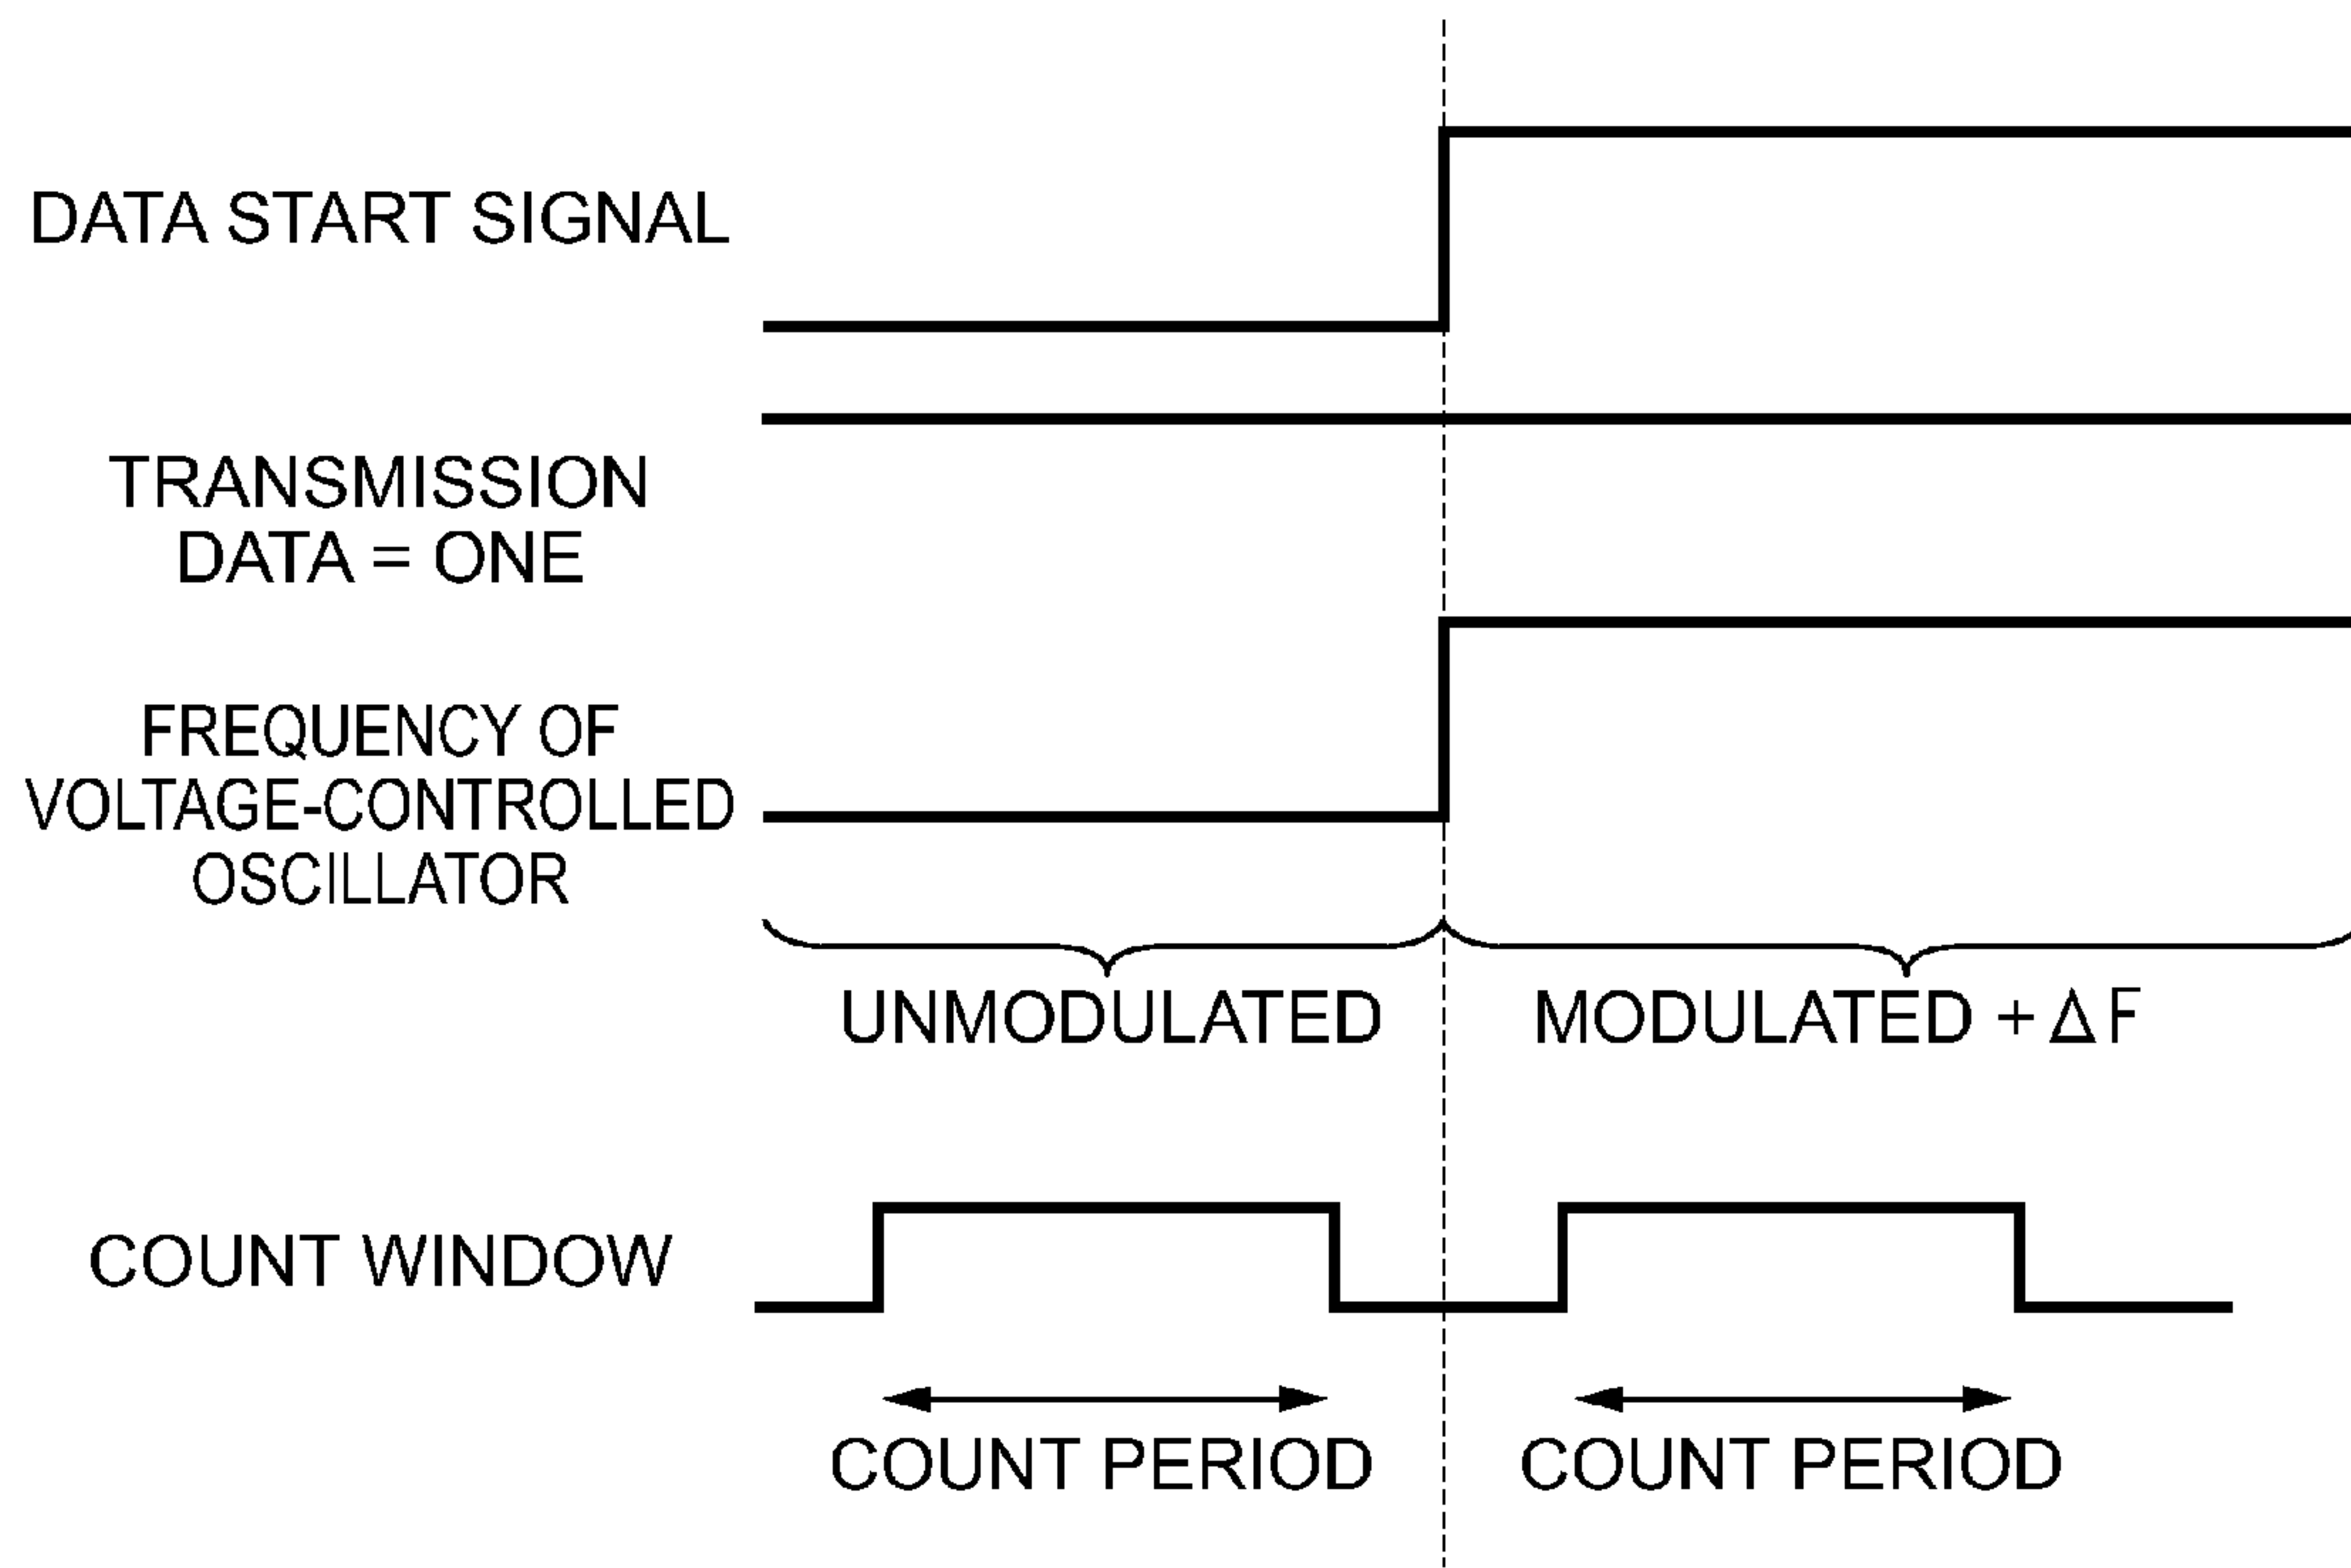 DATA START SIGNAL
TRANSMISSION
DATA = ONE
FREQUENCY OF
VOLTAGE-CONTROLLED
OSCILLATOR
UNMODULATED
MODULATED + Δ F
COUNT WINDOW
COUNT PERIOD
COUNT PERIOD